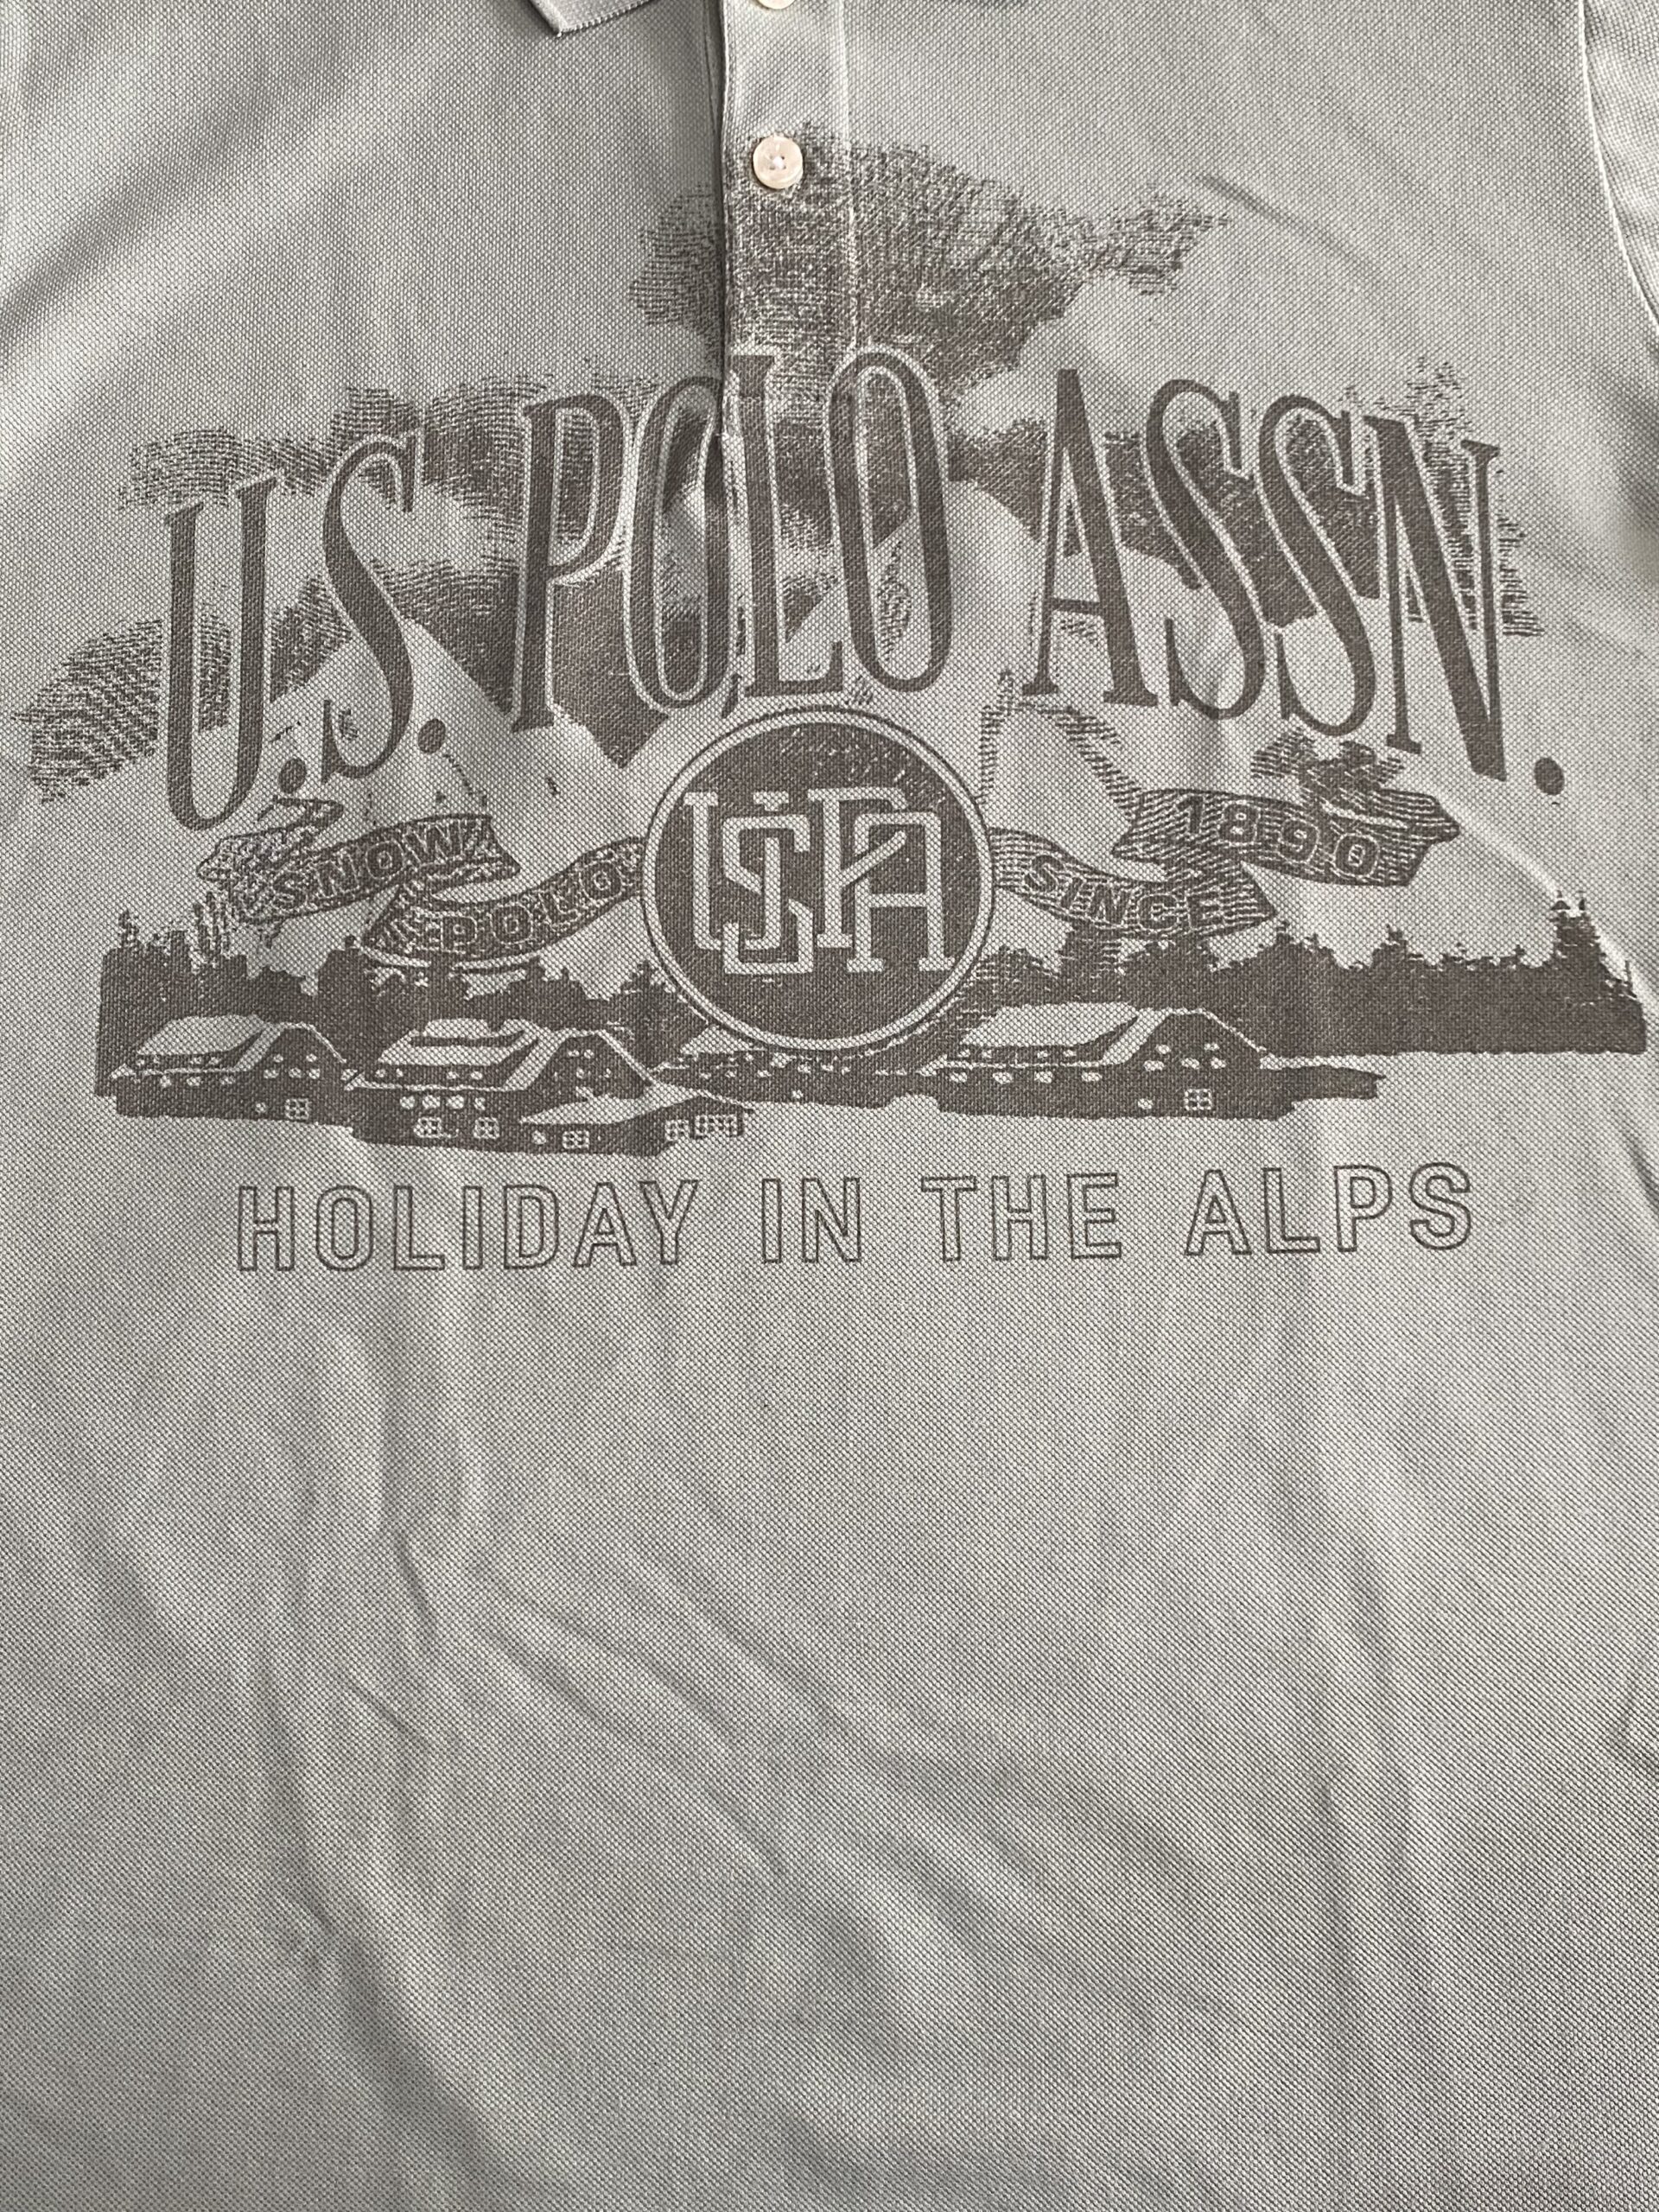 U.S. POLO ASSN.
SNOW POLO
USPA
SINCE 1890
HOLIDAY IN THE ALPS